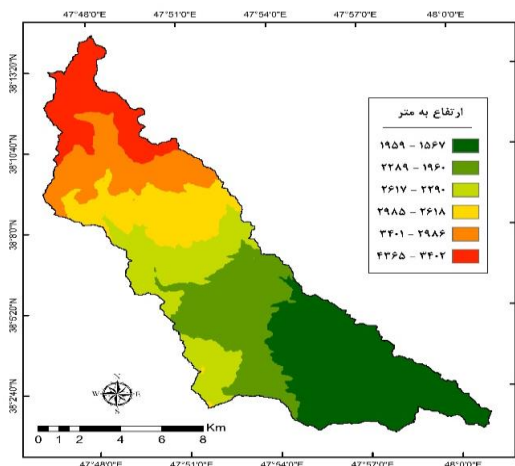 47°48'0"E 47°51'0"E 47°54'0"E 47°57'0"E 48°0'0"E
38°13'20"N
38°10'40"N
38°8'0"N
38°5'20"N
38°2'40"N
ارتفاع به متر
۱۵۶۷ - ۱۹۵۹
۱۹۶۰ - ۲۲۸۹
۲۲۹۰ - ۲۶۱۷
۲۶۱۸ - ۲۹۸۵
۲۹۸۶ - ۳۴۰۱
۳۴۰۲ - ۴۳۶۵
N
W E
S
0 1 2 4 6 8 Km
47°48'0"E 47°51'0"E 47°54'0"E 47°57'0"E 48°0'0"E